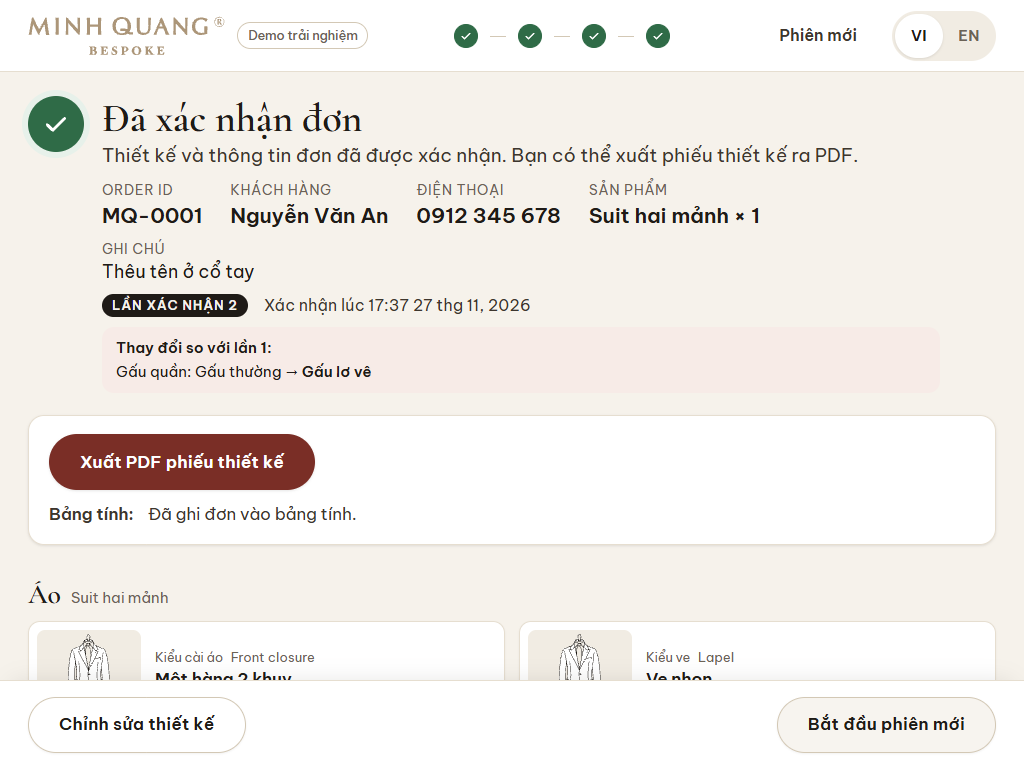 MINH QUANG®
BESPOKE
Demo trải nghiệm
Phiên mới
VI
EN
Đã xác nhận đơn
Thiết kế và thông tin đơn đã được xác nhận. Bạn có thể xuất phiếu thiết kế ra PDF.
ORDER ID
MQ-0001
KHÁCH HÀNG
Nguyễn Văn An
ĐIỆN THOẠI
0912 345 678
SẢN PHẨM
Suit hai mảnh × 1
GHI CHÚ
Thêu tên ở cổ tay
LẦN XÁC NHẬN 2
Xác nhận lúc 17:37 27 thg 11, 2026
Thay đổi so với lần 1:
Gấu quần: Gấu thường → Gấu lơ vê
Xuất PDF phiếu thiết kế
Bảng tính: Đã ghi đơn vào bảng tính.
Áo Suit hai mảnh
Kiểu cài áo Front closure
Một hàng 2 khuy
Kiểu ve Lapel
Ve nhọn
Chỉnh sửa thiết kế
Bắt đầu phiên mới